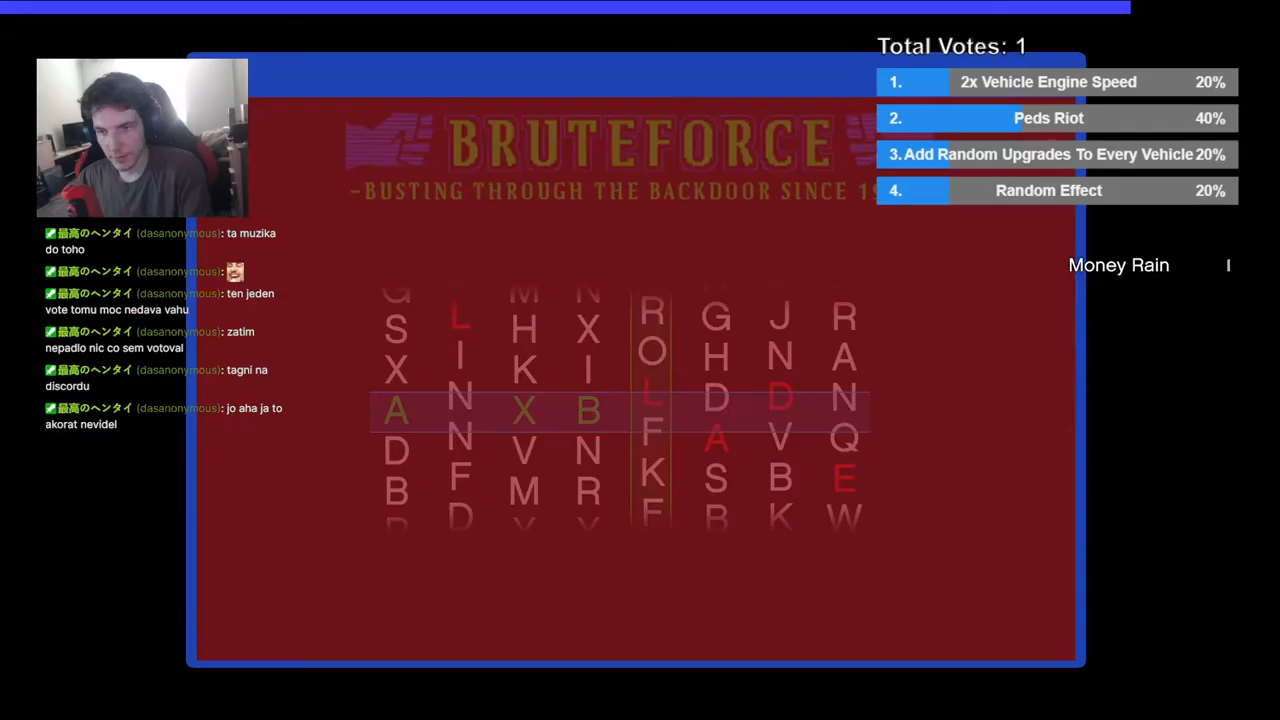 Total Votes: 1
1. 2x Vehicle Engine Speed 20%
2. Peds Riot 40%
3. Add Random Upgrades To Every Vehicle 20%
4. Random Effect 20%
Money Rain
BRUTEFORCE
-BUSTING THROUGH THE BACKDOOR SINCE
最高のヘンタイ (dasanonymous): ta muzika
do toho
最高のヘンタイ (dasanonymous):
最高のヘンタイ (dasanonymous): ten jeden
vote tomu moc nedava vahu
最高のヘンタイ (dasanonymous): zatim
nepadlo nic co sem votoval
最高のヘンタイ (dasanonymous): tagni na
discordu
最高のヘンタイ (dasanonymous): jo aha ja to
akorat nevidel
G M N R G J R
S L H X O H N A
X I K I L D D N
A N X B F A V Q
D N V N K S B E
B F M R F B K W
D